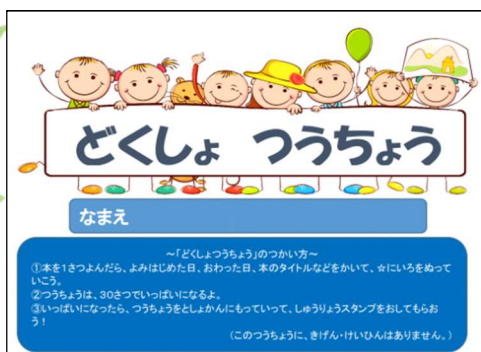 どくしょ つうちょう
なまえ
～「どくしょつうちょう」のつかい方～
①本を1さつよんだら、よみはじめた日、おわった日、本のタイトルなどをかいて、☆にいろをぬって
いこう。
②つうちょうは、30さつでいっぱいになるよ。
③いっぱいになったら、つうちょうをとしょかんにもっていって、しゅうりょうスタンプをおしてもらお
う！
（このつうちょうに、きげん・けいひんはありません。）